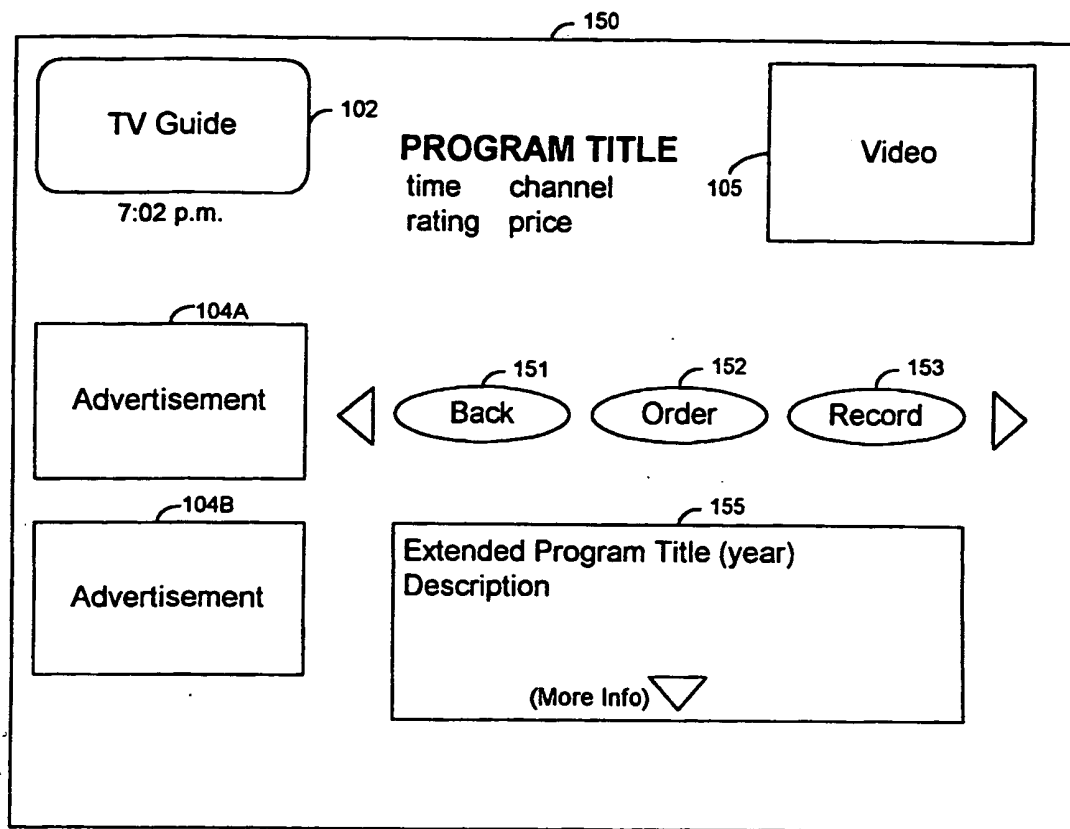 150
TV Guide
102
7:02 p.m.
PROGRAM TITLE
time channel
rating price
105
Video
104A
Advertisement
151
Back
152
Order
153
Record
104B
Advertisement
155
Extended Program Title (year)
Description
(More Info)